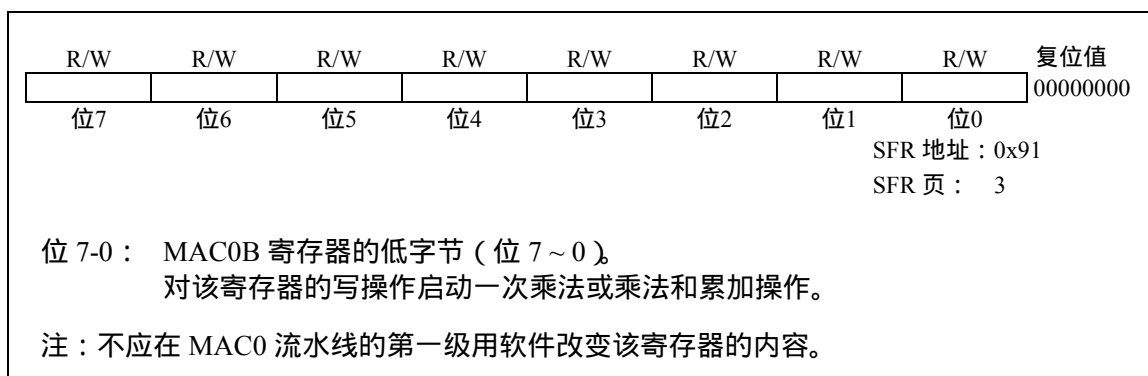 R/W R/W R/W R/W R/W R/W R/W R/W 复位值
00000000
位7 位6 位5 位4 位3 位2 位1 位0
SFR 地址：0x91
SFR 页： 3
位 7-0： MAC0B 寄存器的低字节（位 7~0）。
对该寄存器的写操作启动一次乘法或乘法和累加操作。
注：不应在 MAC0 流水线的第一级用软件改变该寄存器的内容。